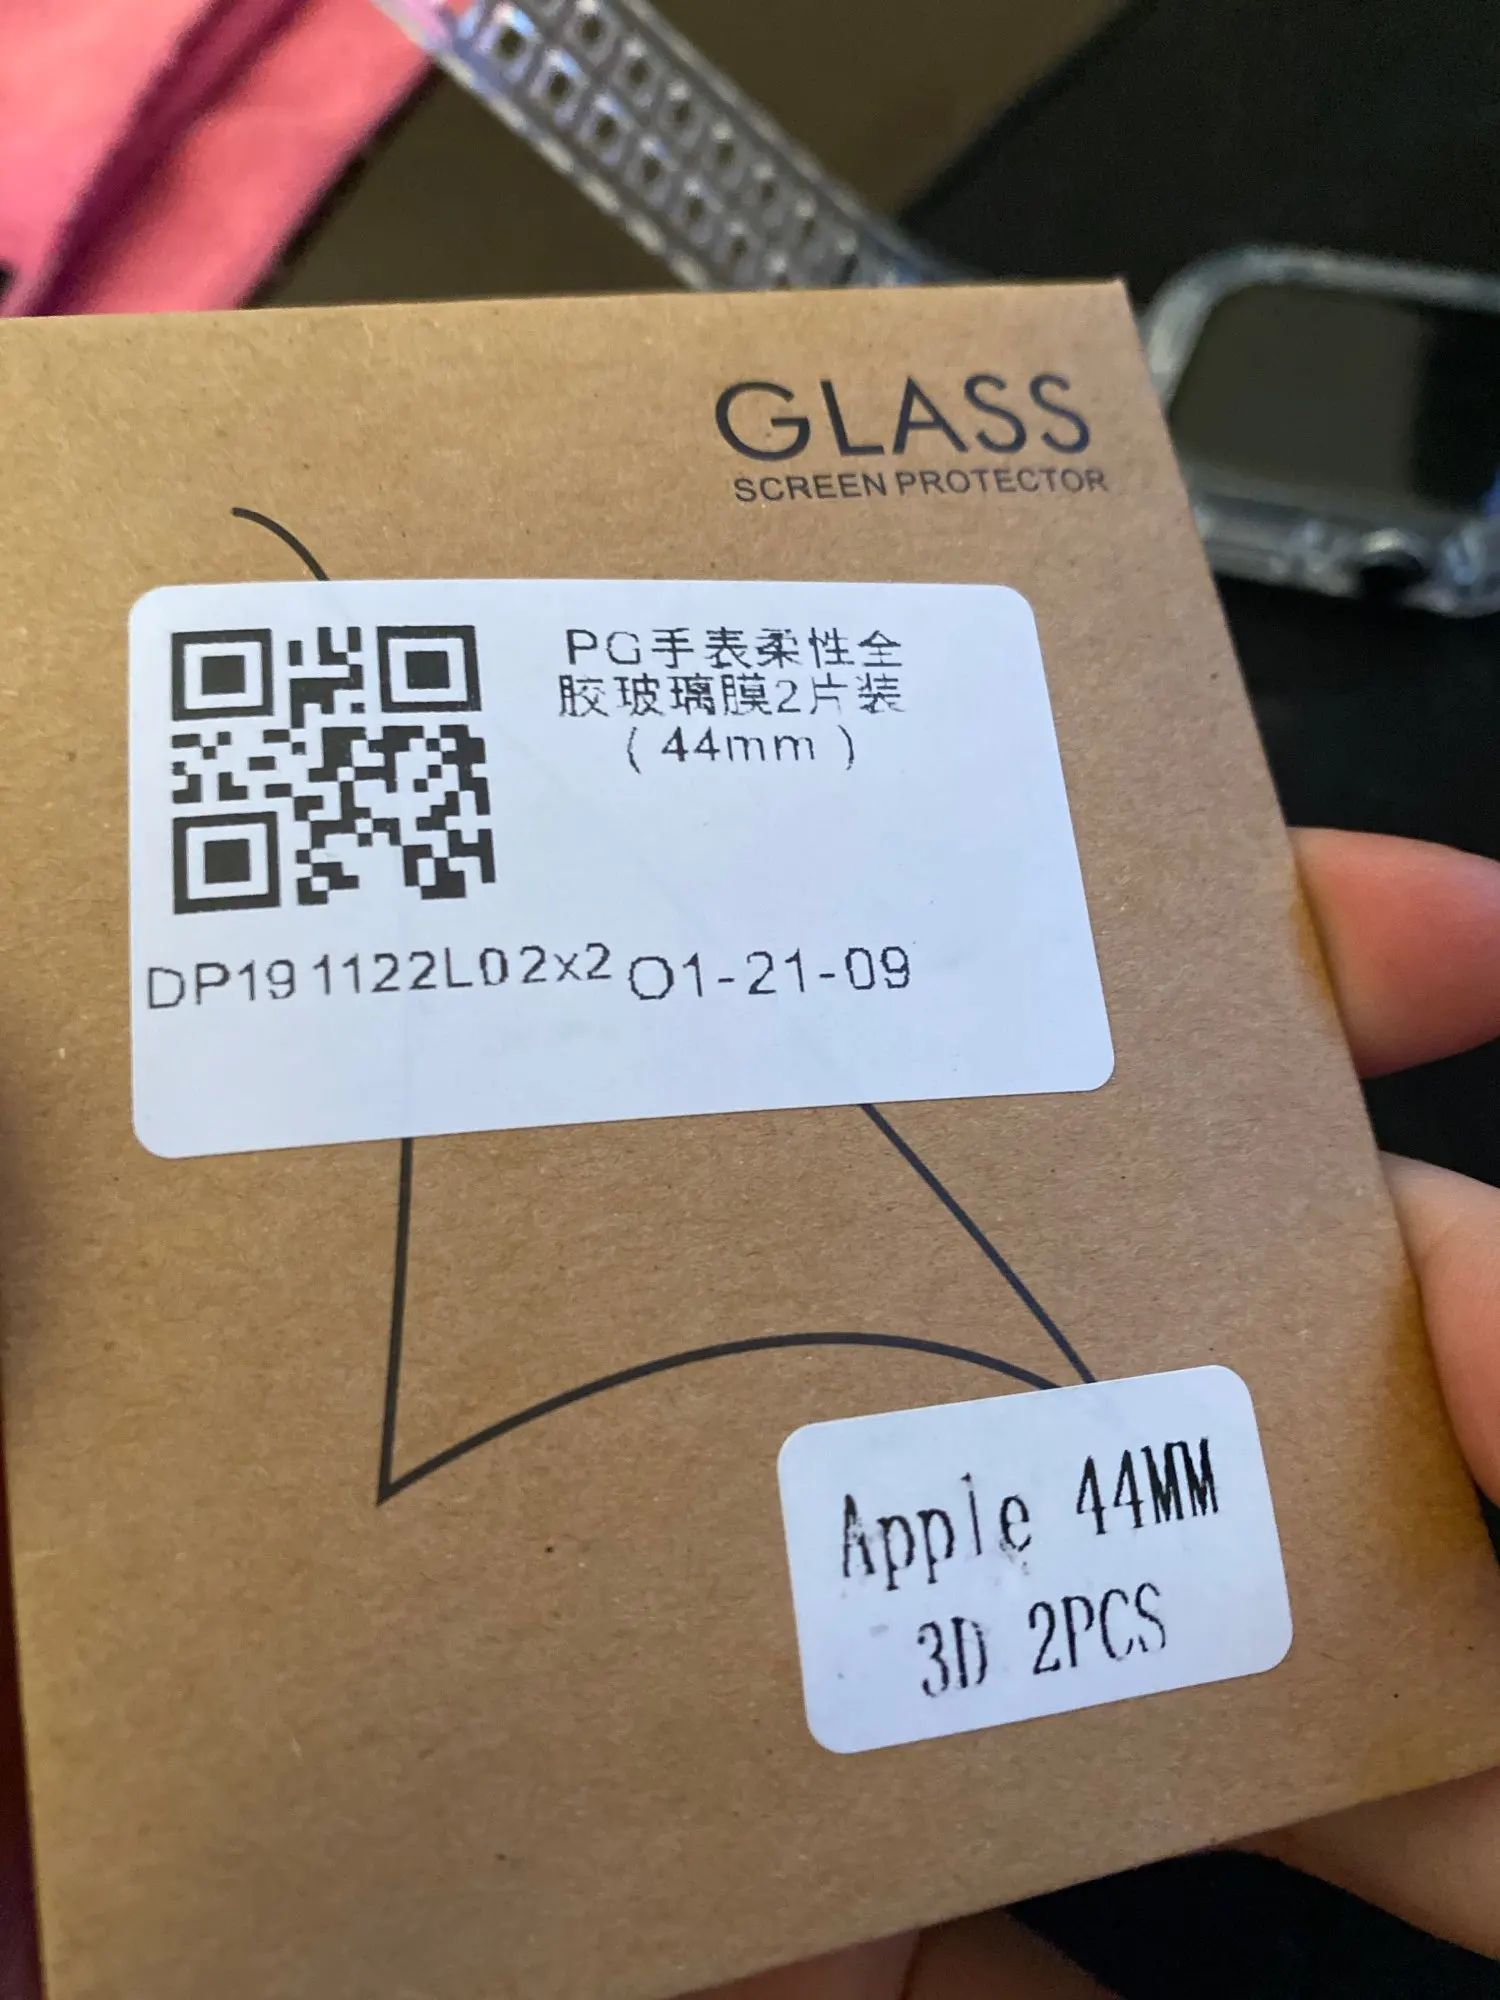 GLASS
SCREEN PROTECTOR
PG手表柔性全
胶玻璃膜2片装
(44mm)
DP191122L02x2 01-21-09
Apple 44MM
3D 2PCS